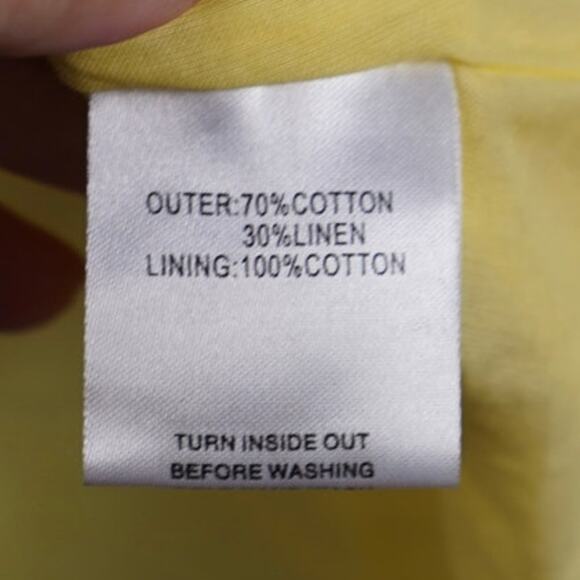 OUTER:70%COTTON
30%LINEN
LINING:100%COTTON
TURN INSIDE OUT
BEFORE WASHING